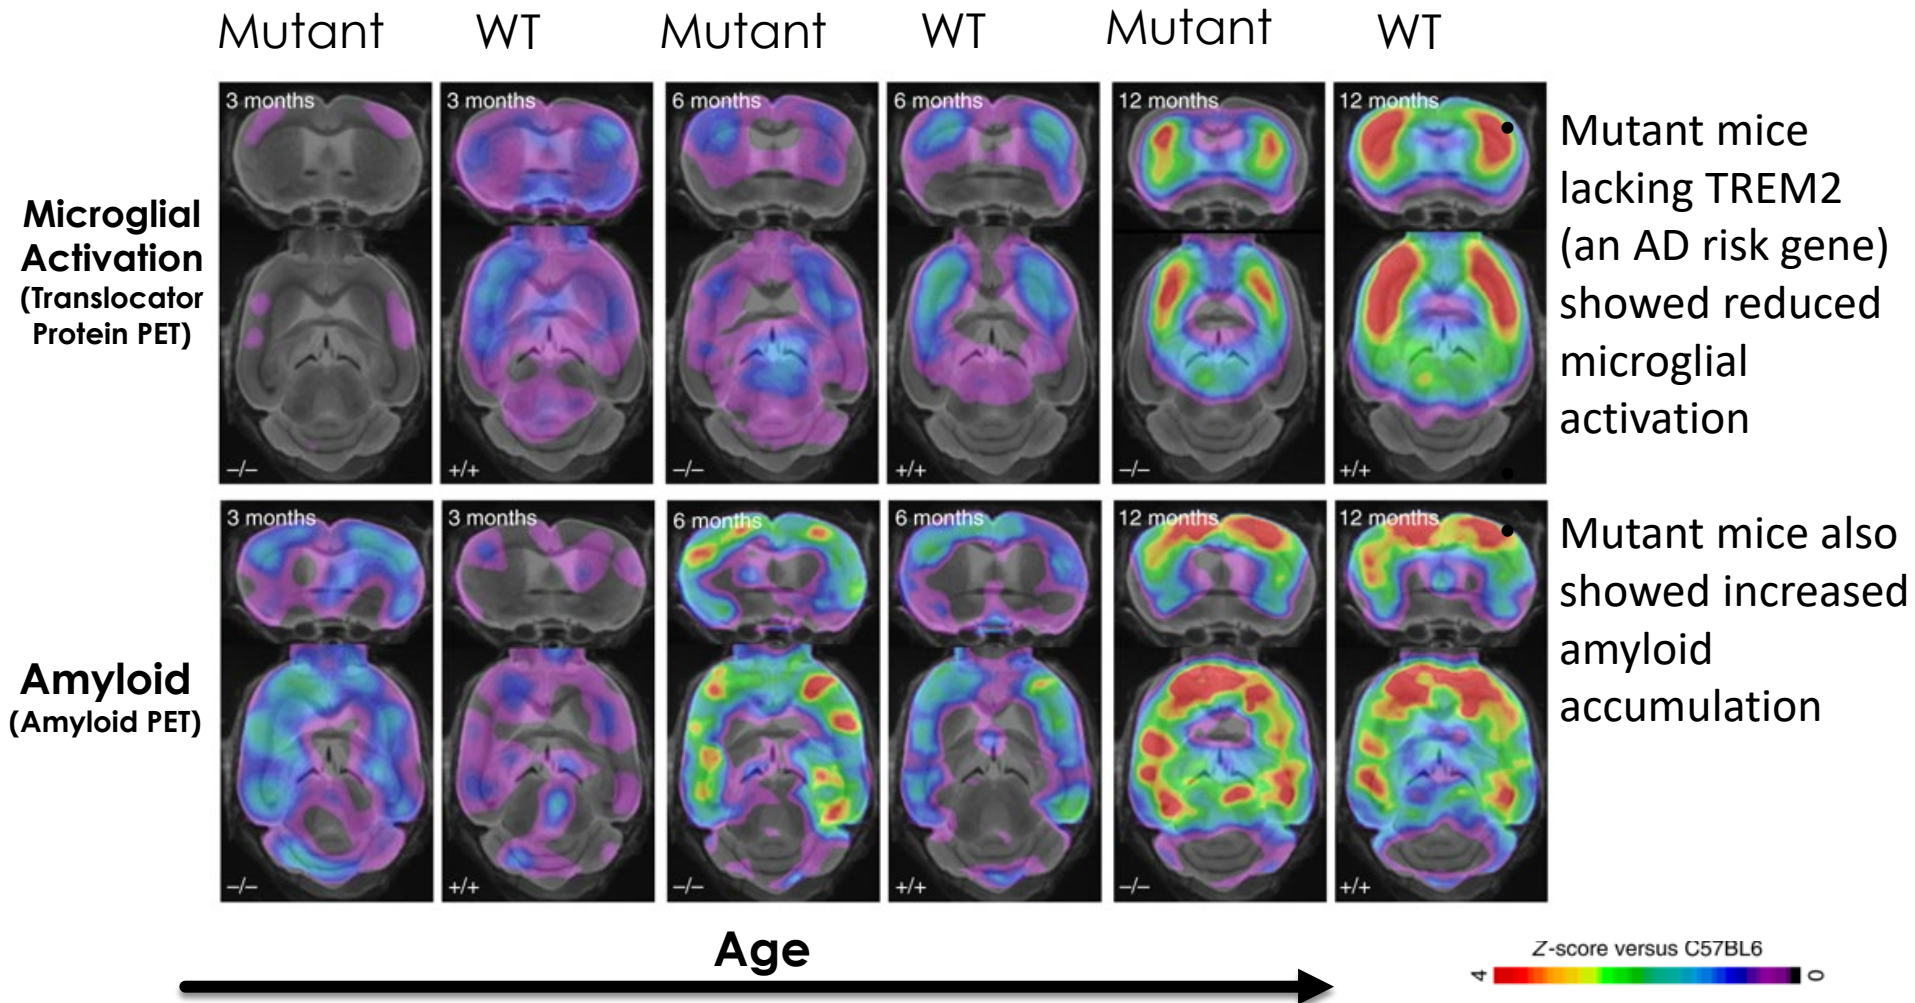 Mutant WT Mutant WT Mutant WT
Microglial
Activation
(Translocator
Protein PET)
3 months 3 months 6 months 6 months 12 months 12 months
–/– +/+ –/– +/+ –/– +/+
• Mutant mice
lacking TREM2
(an AD risk gene)
showed reduced
microglial
activation
•
Amyloid
(Amyloid PET)
3 months 3 months 6 months 6 months 12 months 12 months
–/– +/+ –/– +/+ –/– +/+
• Mutant mice also
showed increased
amyloid
accumulation
Age
Z-score versus C57BL6
4 0